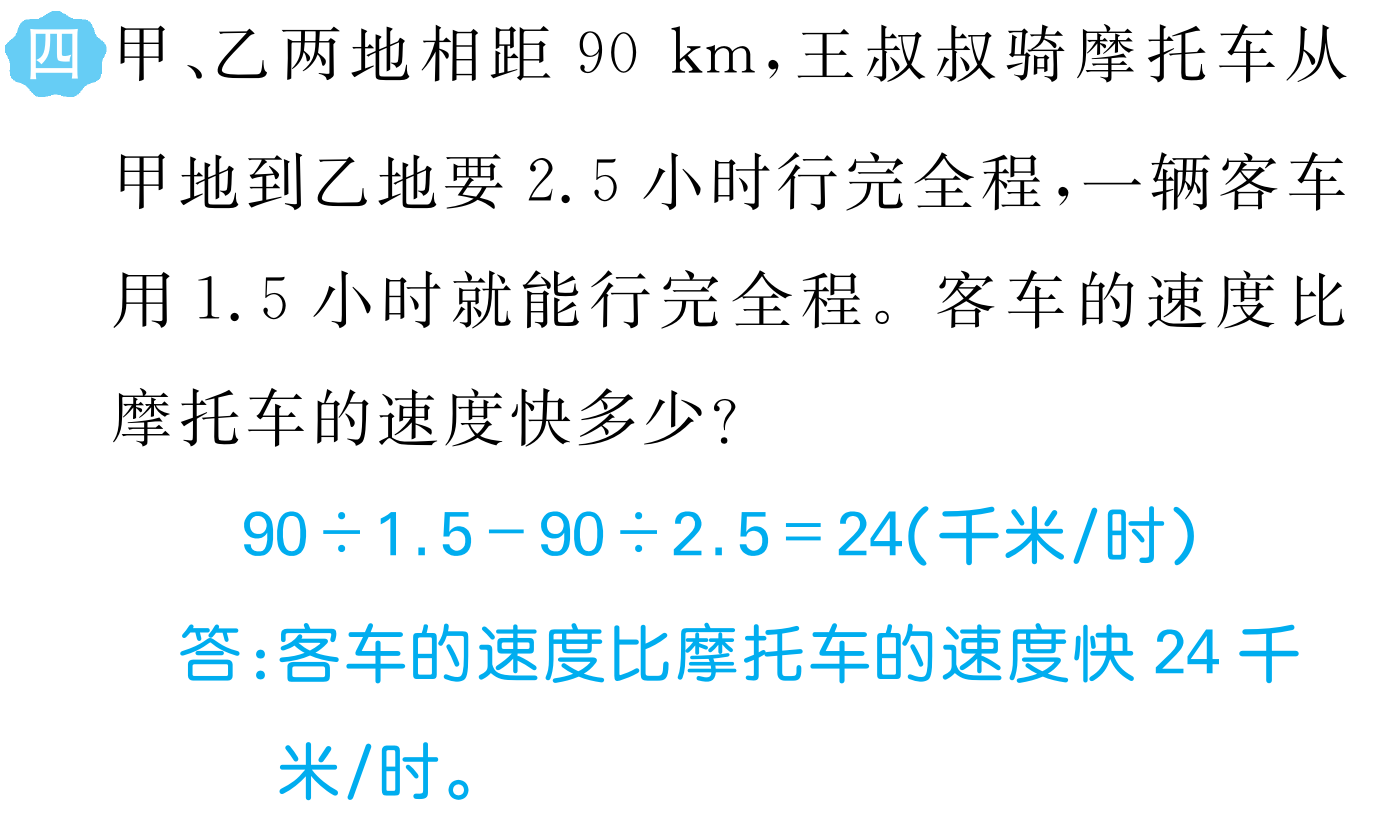 四 甲、乙两地相距 90 km,王叔叔骑摩托车从
甲地到乙地要 2.5 小时行完全程,一辆客车
用 1.5 小时就能行完全程。客车的速度比
摩托车的速度快多少?
90÷1.5-90÷2.5=24(千米/时)
答:客车的速度比摩托车的速度快 24 千
米/时。